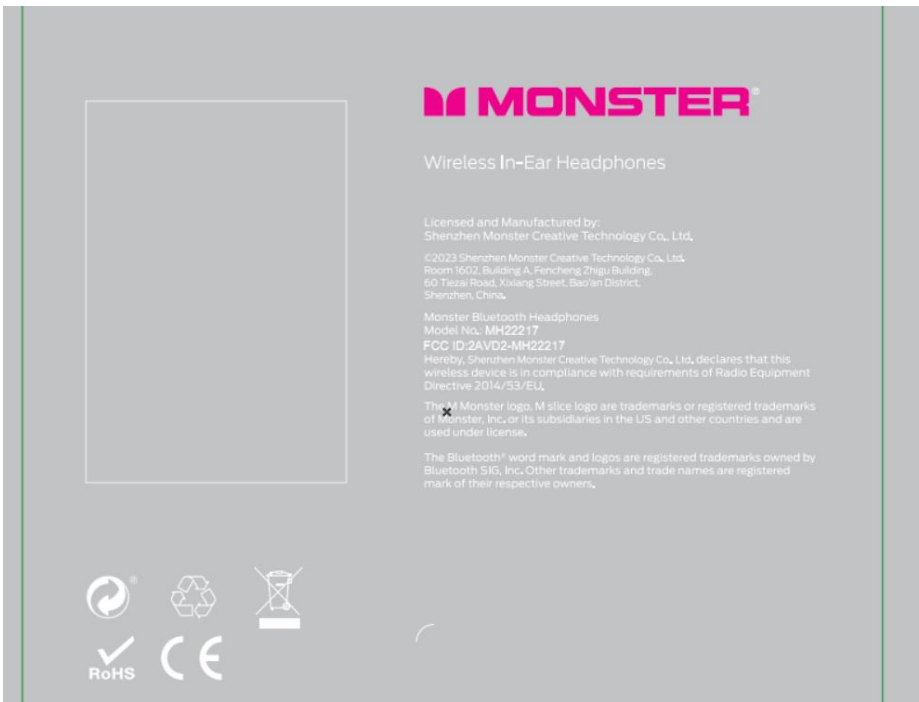 MONSTER®
Wireless In-Ear Headphones
Licensed and Manufactured by:
Shenzhen Monster Creative Technology Co., Ltd.
©2023 Shenzhen Monster Creative Technology Co., Ltd.
Room 1602, Building A, Fencheng Zhigu Building,
60 Tiezai Road, Xixiang Street, Bao'an District,
Shenzhen, China.
Monster Bluetooth Headphones
Model No.: MH22217
FCC ID:2AVD2-MH22217
Hereby, Shenzhen Monster Creative Technology Co., Ltd. declares that this
wireless device is in compliance with requirements of Radio Equipment
Directive 2014/53/EU.
The M Monster logo, M slice logo are trademarks or registered trademarks
of Monster, Inc. or its subsidiaries in the US and other countries and are
used under license.
The Bluetooth® word mark and logos are registered trademarks owned by
Bluetooth SIG, Inc. Other trademarks and trade names are registered
mark of their respective owners.
®
RoHS CE